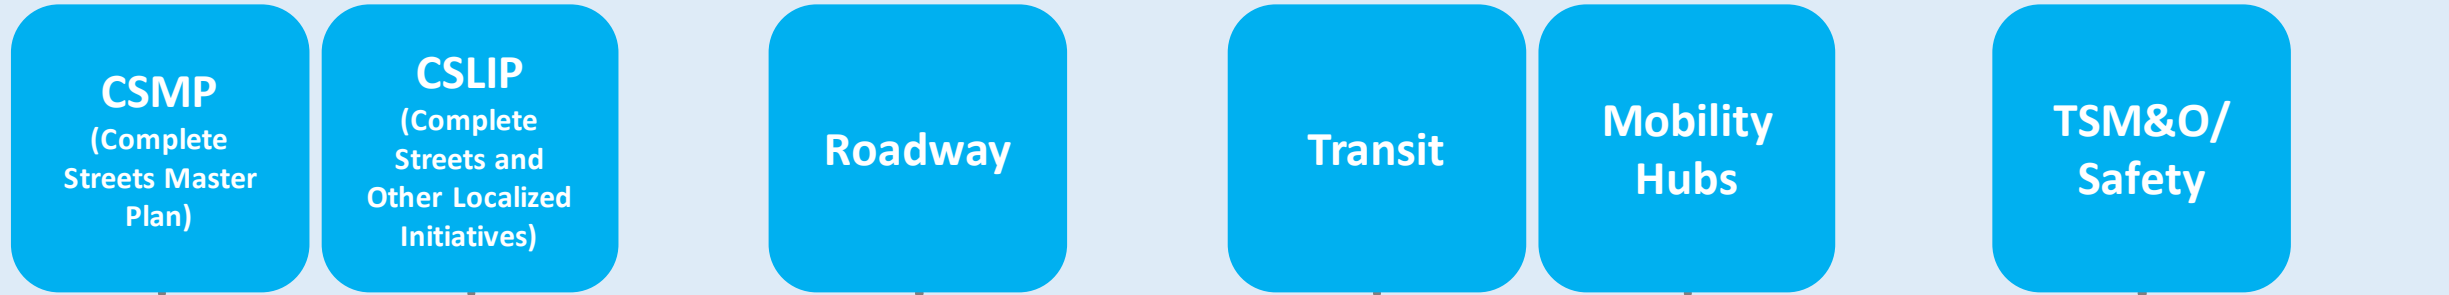 CSMP
(Complete
Streets Master
Plan)
CSLIP
(Complete
Streets and
Other Localized
Initiatives)
Roadway
Transit
Mobility
Hubs
TSM&O/
Safety